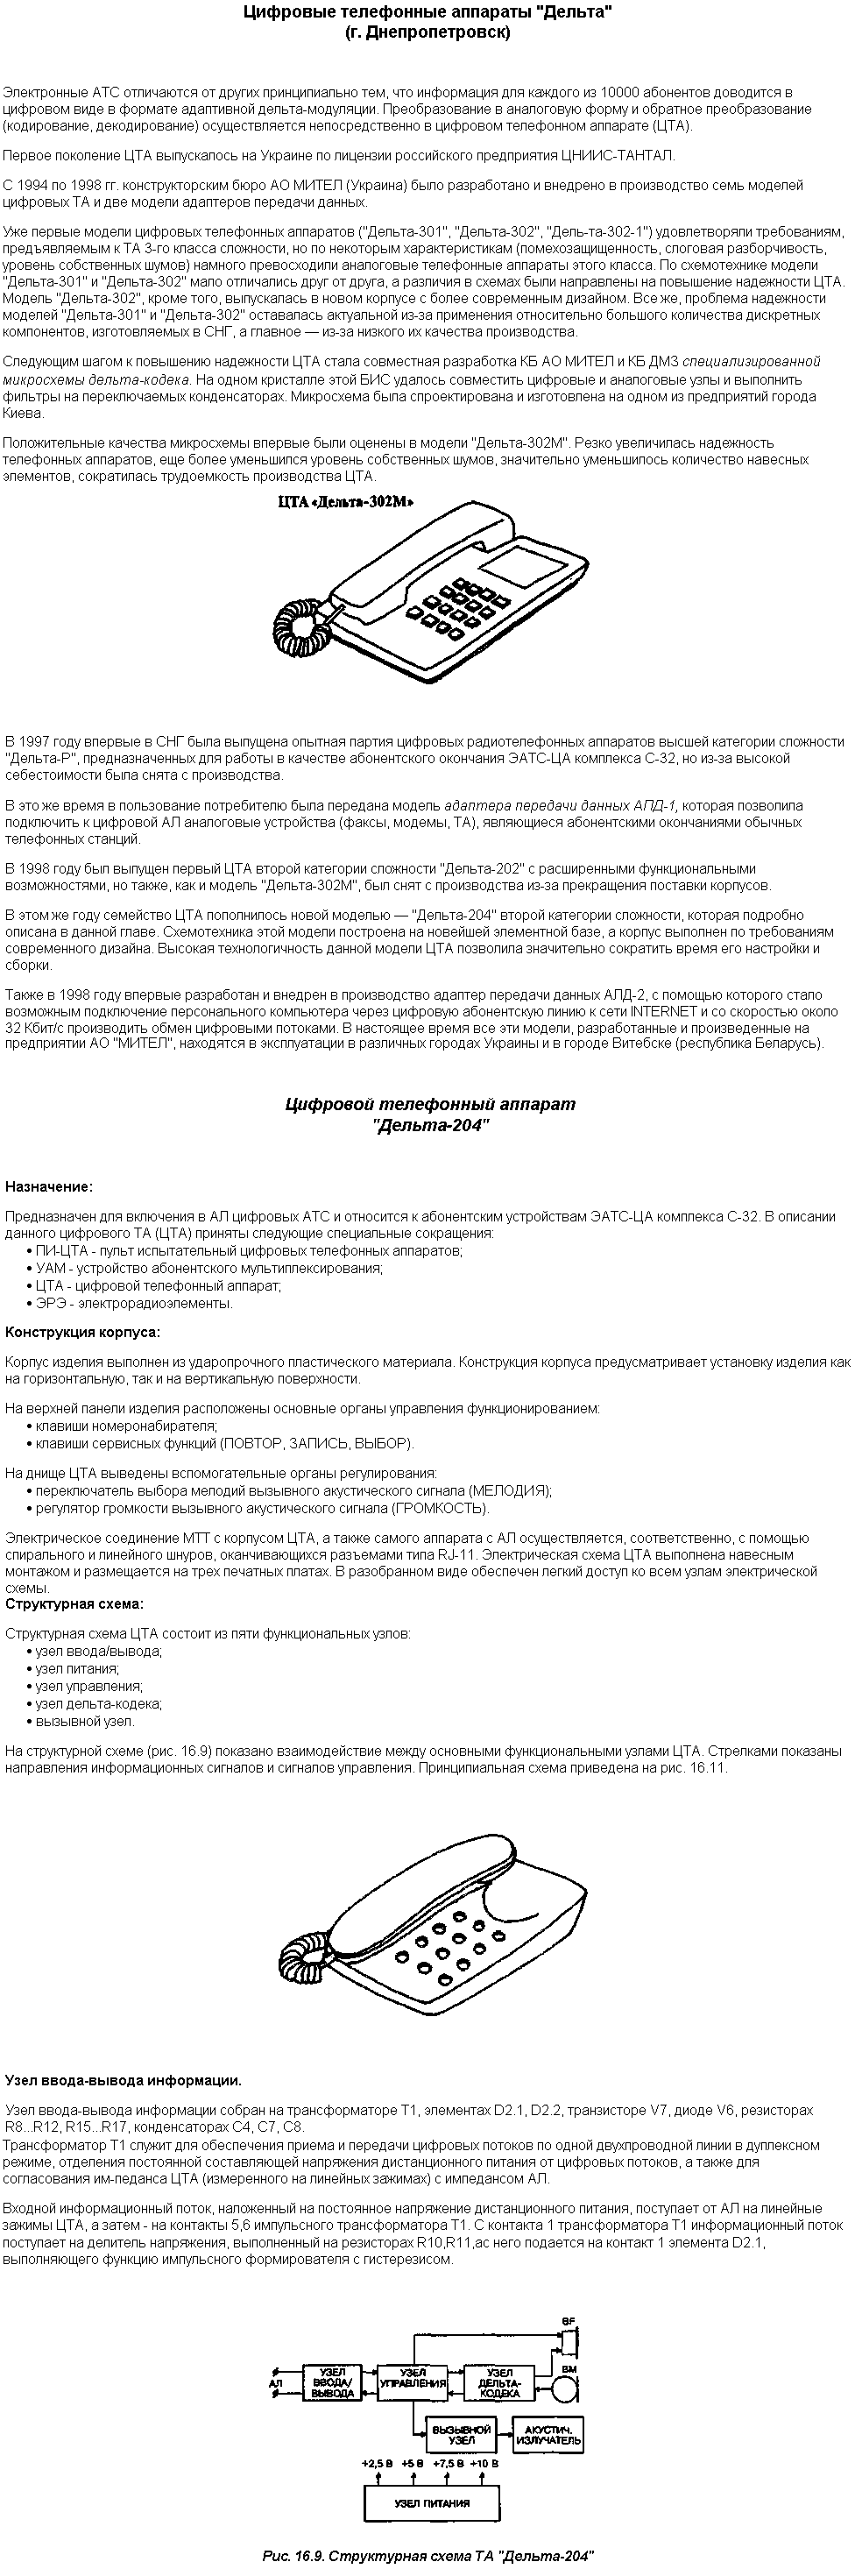 Цифровые телефонные аппараты "Дельта"
(г. Днепропетровск)
Электронные АТС отличаются от других принципиально тем, что информация для каждого из 10000 абонентов доводится в
цифровом виде в формате адаптивной дельта-модуляции. Преобразование в аналоговую форму и обратное преобразование
(кодирование, декодирование) осуществляется непосредственно в цифровом телефонном аппарате (ЦТА).
Первое поколение ЦТА выпускалось на Украине по лицензии российского предприятия ЦНИИС-ТАНТАЛ.
С 1994 по 1998 гг. конструкторским бюро АО МИТЕЛ (Украина) было разработано и внедрено в производство семь моделей
цифровых ТА и две модели адаптеров передачи данных.
Уже первые модели цифровых телефонных аппаратов ("Дельта-301", "Дельта-302", "Дель-та-302-1") удовлетворяли требованиям,
предъявляемым к ТА 3-го класса сложности, но по некоторым характеристикам (помехозащищенность, слоговая разборчивость,
уровень собственных шумов) намного превосходили аналоговые телефонные аппараты этого класса. По схемотехнике модели
"Дельта-301" и "Дельта-302" мало отличались друг от друга, а различия в схемах были направлены на повышение надежности ЦТА.
Модель "Дельта-302", кроме того, выпускалась в новом корпусе с более современным дизайном. Все же, проблема надежности
моделей "Дельта-301" и "Дельта-302" оставалась актуальной из-за применения относительно большого количества дискретных
компонентов, изготовляемых в СНГ, а главное — из-за низкого их качества производства.
Следующим шагом к повышению надежности ЦТА стала совместная разработка КБ АО МИТЕЛ и КБ ДМЗ специализированной
микросхемы дельта-кодека. На одном кристалле этой БИС удалось совместить цифровые и аналоговые узлы и выполнить
фильтры на переключаемых конденсаторах. Микросхема была спроектирована и изготовлена на одном из предприятий города
Киева.
Положительные качества микросхемы впервые были оценены в модели "Дельта-302М". Резко увеличилась надежность
телефонных аппаратов, еще более уменьшился уровень собственных шумов, значительно уменьшилось количество навесных
элементов, сократилась трудоемкость производства ЦТА.
ЦТА «Дельта-302М»
В 1997 году впервые в СНГ была выпущена опытная партия цифровых радиотелефонных аппаратов высшей категории сложности
"Дельта-Р", предназначенных для работы в качестве абонентского окончания ЭАТС-ЦА комплекса С-32, но из-за высокой
себестоимости была снята с производства.
В это же время в пользование потребителю была передана модель адаптера передачи данных АПД-1, которая позволила
подключить к цифровой АЛ аналоговые устройства (факсы, модемы, ТА), являющиеся абонентскими окончаниями обычных
телефонных станций.
В 1998 году был выпущен первый ЦТА второй категории сложности "Дельта-202" с расширенными функциональными
возможностями, но также, как и модель "Дельта-302М", был снят с производства из-за прекращения поставки корпусов.
В этом же году семейство ЦТА пополнилось новой моделью — "Дельта-204" второй категории сложности, которая подробно
описана в данной главе. Схемотехника этой модели построена на новейшей элементной базе, а корпус выполнен по требованиям
современного дизайна. Высокая технологичность данной модели ЦТА позволила значительно сократить время его настройки и
сборки.
Также в 1998 году впервые разработан и внедрен в производство адаптер передачи данных АЛД-2, с помощью которого стало
возможным подключение персонального компьютера через цифровую абонентскую линию к сети INTERNET и со скоростью около
32 Кбит/с производить обмен цифровыми потоками. В настоящее время все эти модели, разработанные и произведенные на
предприятии АО "МИТЕЛ", находятся в эксплуатации в различных городах Украины и в городе Витебске (республика Беларусь).
Цифровой телефонный аппарат
"Дельта-204"
Назначение:
Предназначен для включения в АЛ цифровых АТС и относится к абонентским устройствам ЭАТС-ЦА комплекса С-32. В описании
данного цифрового ТА (ЦТА) приняты следующие специальные сокращения:
• ПИ-ЦТА - пульт испытательный цифровых телефонных аппаратов;
• УАМ - устройство абонентского мультиплексирования;
• ЦТА - цифровой телефонный аппарат;
• ЭРЭ - электрорадиоэлементы.
Конструкция корпуса:
Корпус изделия выполнен из ударопрочного пластического материала. Конструкция корпуса предусматривает установку изделия как
на горизонтальную, так и на вертикальную поверхности.
На верхней панели изделия расположены основные органы управления функционированием:
• клавиши номеронабирателя;
• клавиши сервисных функций (ПОВТОР, ЗАПИСЬ, ВЫБОР).
На днище ЦТА выведены вспомогательные органы регулирования:
• переключатель выбора мелодий вызывного акустического сигнала (МЕЛОДИЯ);
• регулятор громкости вызывного акустического сигнала (ГРОМКОСТЬ).
Электрическое соединение МТТ с корпусом ЦТА, а также самого аппарата с АЛ осуществляется, соответственно, с помощью
спирального и линейного шнуров, оканчивающихся разъемами типа RJ-11. Электрическая схема ЦТА выполнена навесным
монтажом и размещается на трех печатных платах. В разобранном виде обеспечен легкий доступ ко всем узлам электрической
схемы.
Структурная схема:
Структурная схема ЦТА состоит из пяти функциональных узлов:
• узел ввода/вывода;
• узел питания;
• узел управления;
• узел дельта-кодека;
• вызывной узел.
На структурной схеме (рис. 16.9) показано взаимодействие между основными функциональными узлами ЦТА. Стрелками показаны
направления информационных сигналов и сигналов управления. Принципиальная схема приведена на рис. 16.11.
Узел ввода-вывода информации.
Узел ввода-вывода информации собран на трансформаторе Т1, элементах D2.1, D2.2, транзисторе V7, диоде V6, резисторах
R8...R12, R15...R17, конденсаторах С4, С7, С8.
Трансформатор Т1 служит для обеспечения приема и передачи цифровых потоков по одной двухпроводной линии в дуплексном
режиме, отделения постоянной составляющей напряжения дистанционного питания от цифровых потоков, а также для
согласования им-педанса ЦТА (измеренного на линейных зажимах) с импедансом АЛ.
Входной информационный поток, наложенный на постоянное напряжение дистанционного питания, поступает от АЛ на линейные
зажимы ЦТА, а затем - на контакты 5,6 импульсного трансформатора Т1. С контакта 1 трансформатора Т1 информационный поток
поступает на делитель напряжения, выполненный на резисторах R10,R11,ас него подается на контакт 1 элемента D2.1,
выполняющего функцию импульсного формирователя с гистерезисом.
BF
АЛ
УЗЕЛ
ВВОДА/
ВЫВОДА
УЗЕЛ
УПРАВЛЕНИЯ
УЗЕЛ
ДЕЛЬТА-
КОДЕКА
BM
ВЫЗЫВНОЙ
УЗЕЛ
АКУСТИЧ.
ИЗЛУЧАТЕЛЬ
+2,5 В +5 В +7,5 В +10 В
УЗЕЛ ПИТАНИЯ
Рис. 16.9. Структурная схема ТА "Дельта-204"